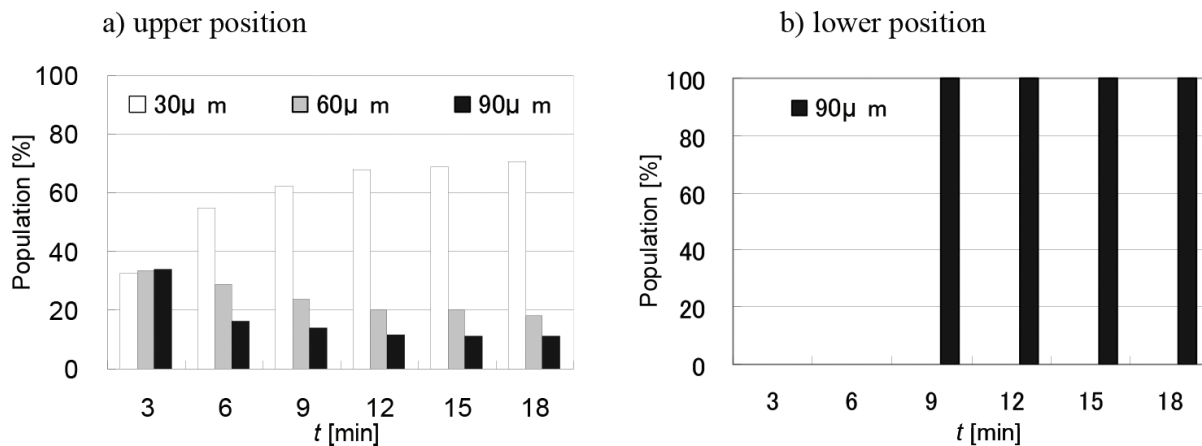 a) upper position
b) lower position
100
80
60
40
20
0
Population [%]
30μ m
60μ m
90μ m
3 6 9 12 15 18
t [min]
100
80
60
40
20
0
Population [%]
90μ m
3 6 9 12 15 18
t [min]